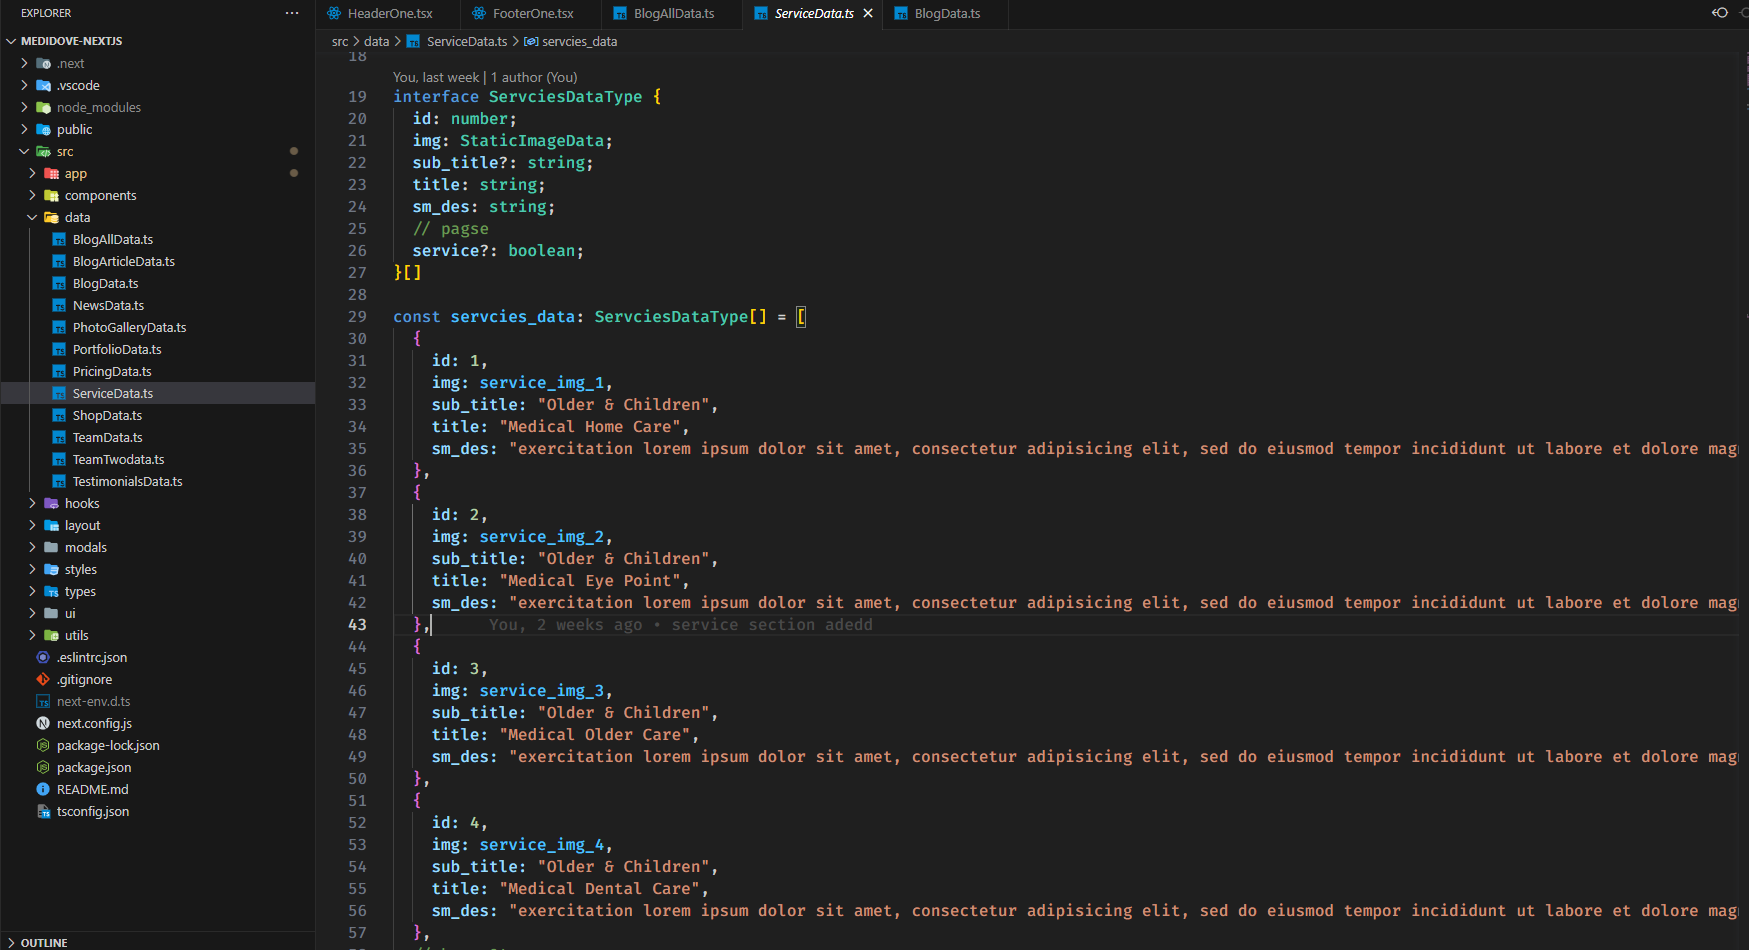 EXPLORER
MEDIDOVE-NEXTJS
.next
.vscode
node_modules
public
src
app
components
data
BlogAllData.ts
BlogArticleData.ts
BlogData.ts
NewsData.ts
PhotoGalleryData.ts
PortfolioData.ts
PricingData.ts
ServiceData.ts
ShopData.ts
TeamData.ts
TeamTwodata.ts
TestimonialsData.ts
hooks
layout
modals
styles
types
ui
utils
.eslintrc.json
.gitignore
next-env.d.ts
next.config.js
package-lock.json
package.json
README.md
tsconfig.json
OUTLINE
HeaderOne.tsx FooterOne.tsx BlogAllData.ts ServiceData.ts BlogData.ts
src > data > ServiceData.ts > servcies_data
18
You, last week | 1 author (You)
19 interface ServciesDataType {
20 id: number;
21 img: StaticImageData;
22 sub_title?: string;
23 title: string;
24 sm_des: string;
25 // pagse
26 service?: boolean;
27 }[]
28
29 const servcies_data: ServciesDataType[] = [
30 {
31 id: 1,
32 img: service_img_1,
33 sub_title: "Older & Children",
34 title: "Medical Home Care",
35 sm_des: "exercitation lorem ipsum dolor sit amet, consectetur adipisicing elit, sed do eiusmod tempor incididunt ut labore et dolore mag
36 },
37 {
38 id: 2,
39 img: service_img_2,
40 sub_title: "Older & Children",
41 title: "Medical Eye Point",
42 sm_des: "exercitation lorem ipsum dolor sit amet, consectetur adipisicing elit, sed do eiusmod tempor incididunt ut labore et dolore mag
43 }, You, 2 weeks ago • service section adedd
44 {
45 id: 3,
46 img: service_img_3,
47 sub_title: "Older & Children",
48 title: "Medical Older Care",
49 sm_des: "exercitation lorem ipsum dolor sit amet, consectetur adipisicing elit, sed do eiusmod tempor incididunt ut labore et dolore mag
50 },
51 {
52 id: 4,
53 img: service_img_4,
54 sub_title: "Older & Children",
55 title: "Medical Dental Care",
56 sm_des: "exercitation lorem ipsum dolor sit amet, consectetur adipisicing elit, sed do eiusmod tempor incididunt ut labore et dolore mag
57 },